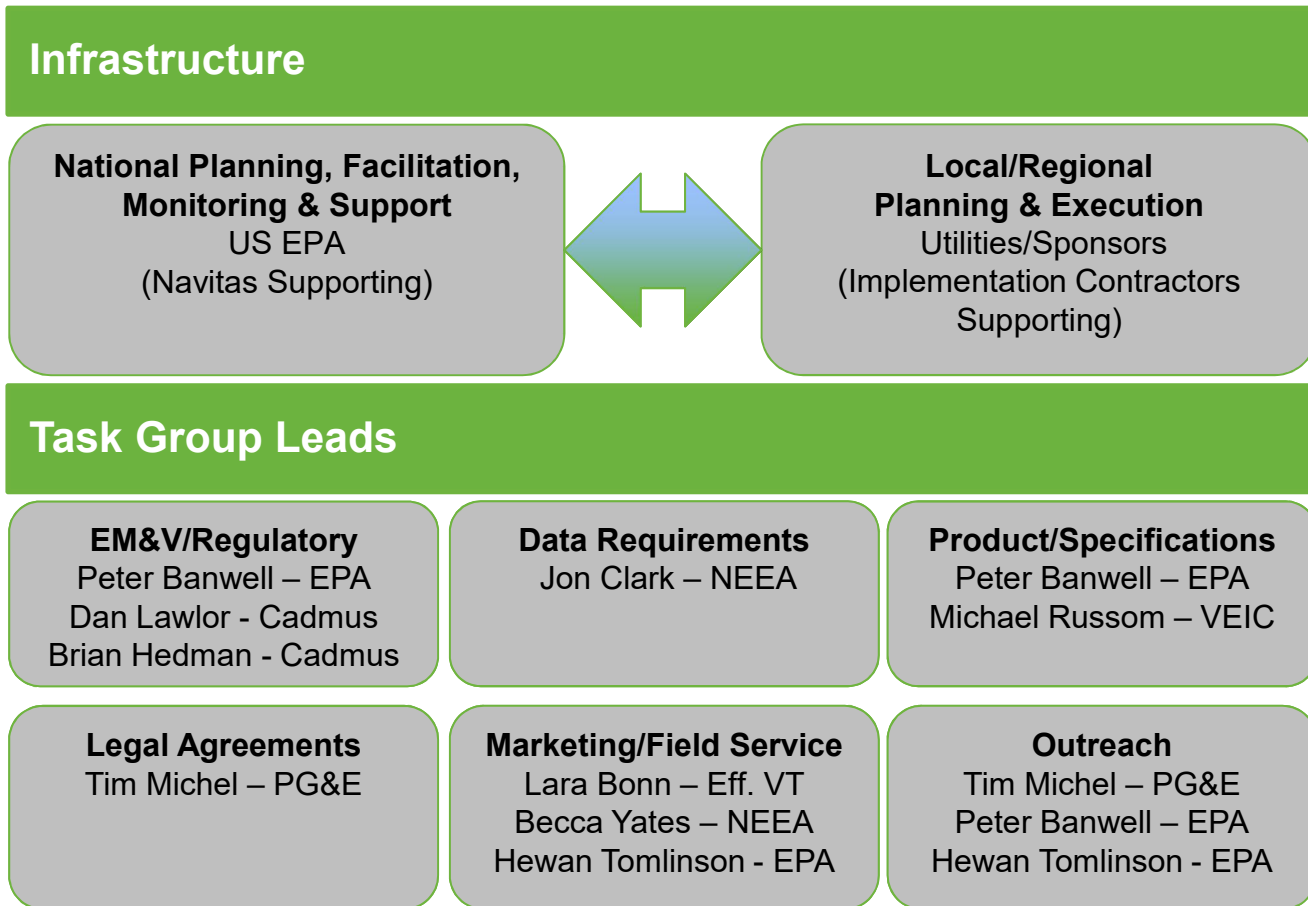 Infrastructure
National Planning, Facilitation,
Monitoring & Support
US EPA
(Navitas Supporting)
Local/Regional
Planning & Execution
Utilities/Sponsors
(Implementation Contractors
Supporting)
Task Group Leads
EM&V/Regulatory
Peter Banwell – EPA
Dan Lawlor - Cadmus
Brian Hedman - Cadmus
Data Requirements
Jon Clark – NEEA
Product/Specifications
Peter Banwell – EPA
Michael Russom – VEIC
Legal Agreements
Tim Michel – PG&E
Marketing/Field Service
Lara Bonn – Eff. VT
Becca Yates – NEEA
Hewan Tomlinson - EPA
Outreach
Tim Michel – PG&E
Peter Banwell – EPA
Hewan Tomlinson - EPA